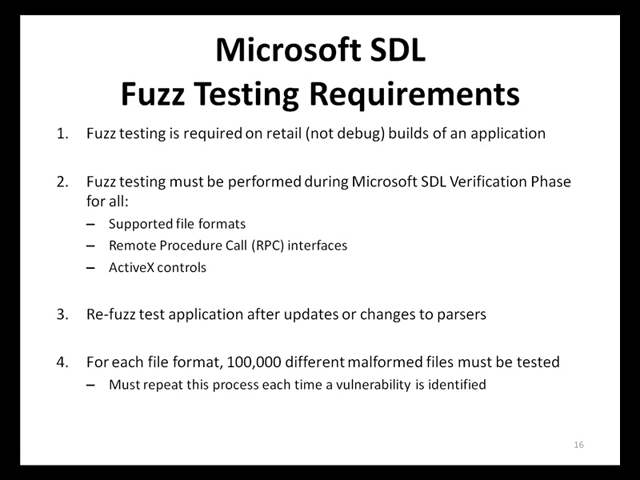 Microsoft SDL
Fuzz Testing Requirements
1. Fuzz testing is required on retail (not debug) builds of an application
2. Fuzz testing must be performed during Microsoft SDL Verification Phase
for all:
– Supported file formats
– Remote Procedure Call (RPC) interfaces
– ActiveX controls
3. Re-fuzz test application after updates or changes to parsers
4. For each file format, 100,000 different malformed files must be tested
– Must repeat this process each time a vulnerability is identified
16